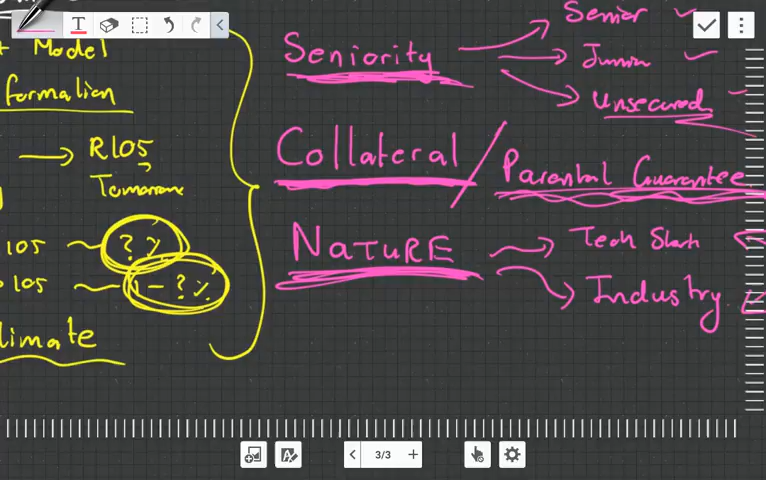 Model
formation
→ R105
Tomorrow
105 ~ ? %
105 ~ 1 - ? %
limate
Seniority
Senior
Junior
Unsecured
Collateral / Parental Guarantee
NATURE
Tech
Industry
T
3/3